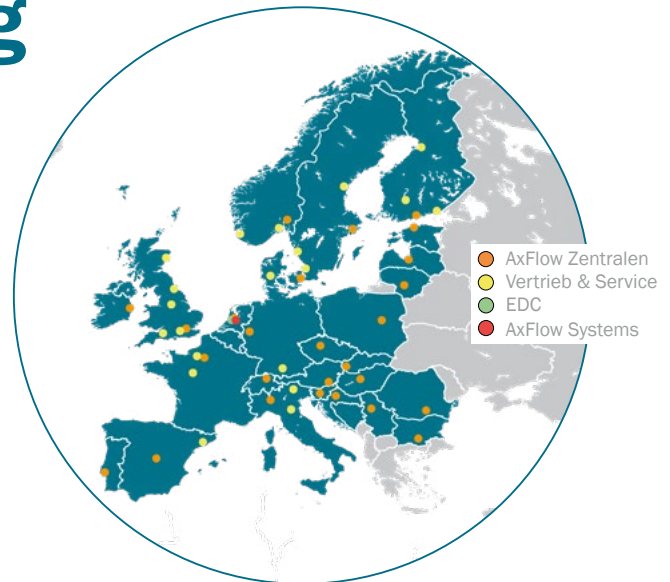 g
AxFlow Zentralen
Vertrieb & Service
EDC
AxFlow Systems